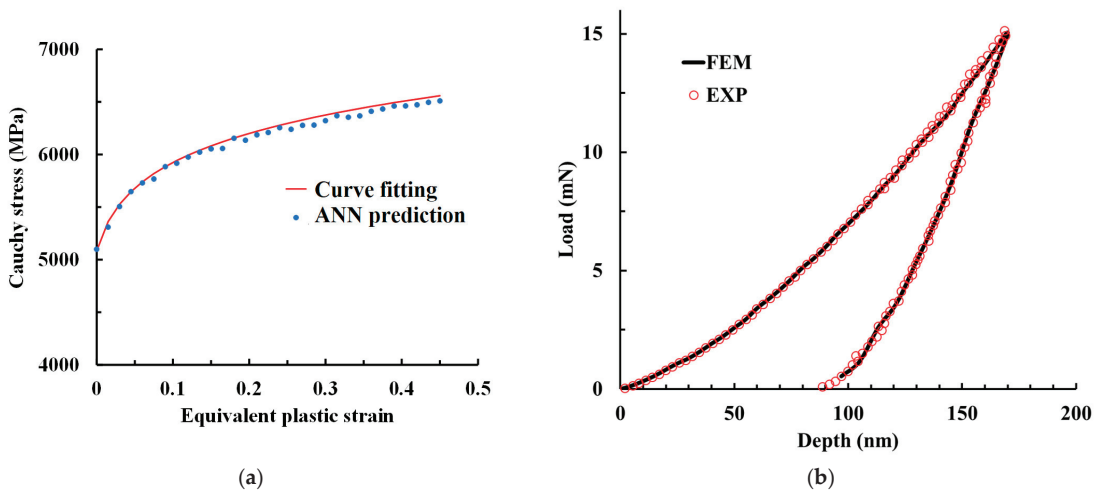 7000
6000
5000
4000
Cauchy stress (MPa)
Curve fitting
ANN prediction
0 0.1 0.2 0.3 0.4 0.5
Equivalent plastic strain
(a)
15
10
5
0
Load (mN)
FEM
EXP
0 50 100 150 200
Depth (nm)
(b)